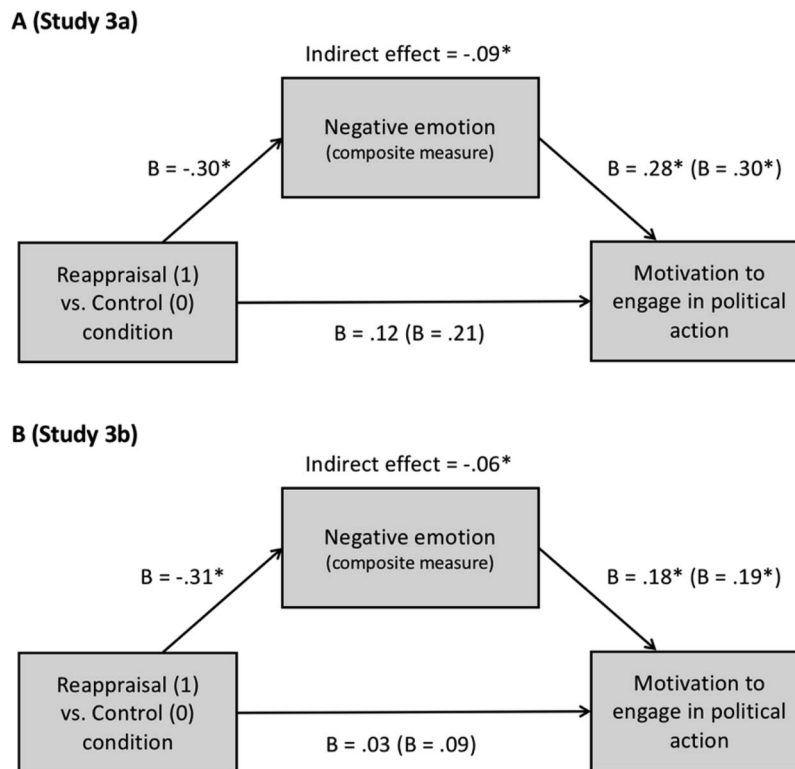 A (Study 3a)
Indirect effect = -.09*
Negative emotion
(composite measure)
B = -.30*
B = .28* (B = .30*)
Reappraisal (1)
vs. Control (0)
condition
Motivation to
engage in political
action
B = .12 (B = .21)
B (Study 3b)
Indirect effect = -.06*
Negative emotion
(composite measure)
B = -.31*
B = .18* (B = .19*)
Reappraisal (1)
vs. Control (0)
condition
Motivation to
engage in political
action
B = .03 (B = .09)